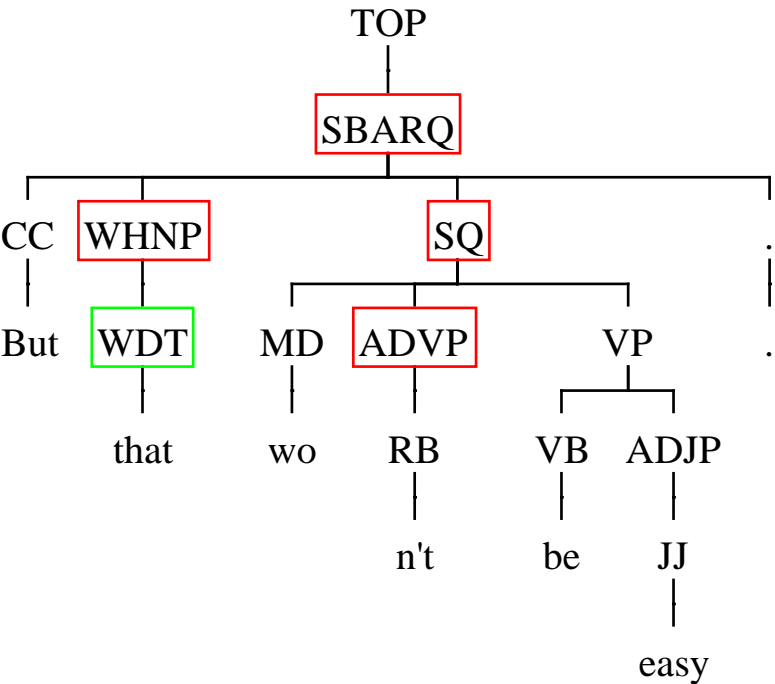 TOP
SBARQ
CC WHNP SQ .
But WDT MD ADVP VP .
that wo RB VB ADJP
n't be JJ
easy